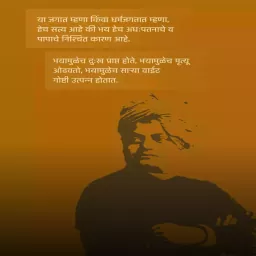 या जगात म्हणा किंवा धर्मजगतात म्हणा,
हेच सत्य आहे की भय हेच अधःपतनाचे व
पापाचे निश्चित कारण आहे.
भयामुळेच दुःख प्राप्त होते, भयामुळेच मृत्यू
ओढवतो, भयामुळेच साऱ्या वाईट
गोष्टी उत्पन्न होतात.